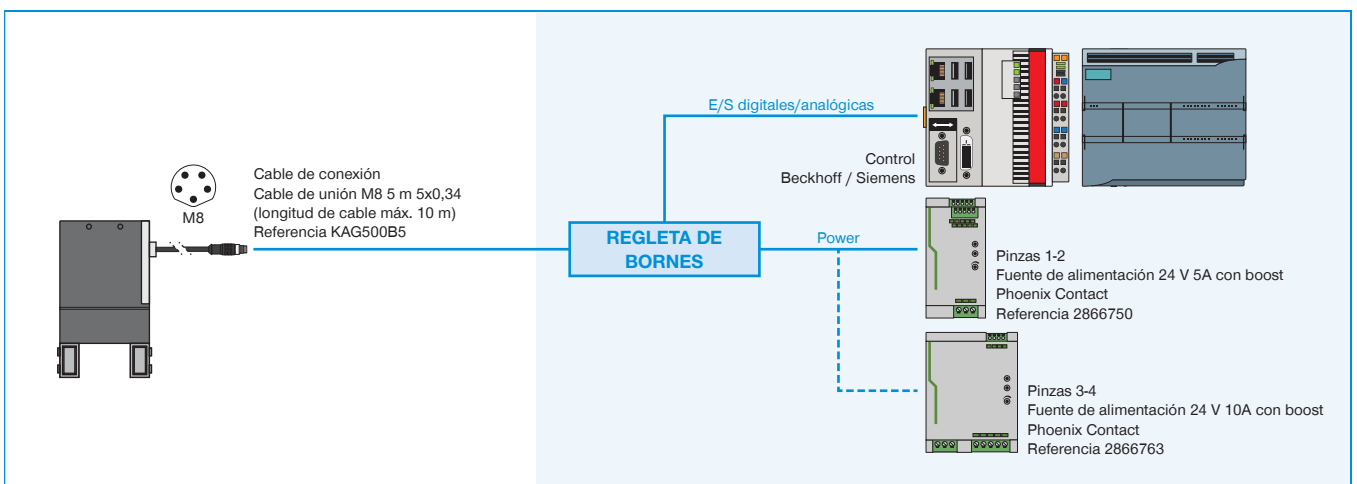 M8
Cable de conexión
Cable de unión M8 5 m 5x0,34
(longitud de cable máx. 10 m)
Referencia KAG500B5
REGLETA DE
BORNES
E/S digitales/analógicas
Control
Beckhoff / Siemens
Power
Pinzas 1-2
Fuente de alimentación 24 V 5A con boost
Phoenix Contact
Referencia 2866750
Pinzas 3-4
Fuente de alimentación 24 V 10A con boost
Phoenix Contact
Referencia 2866763